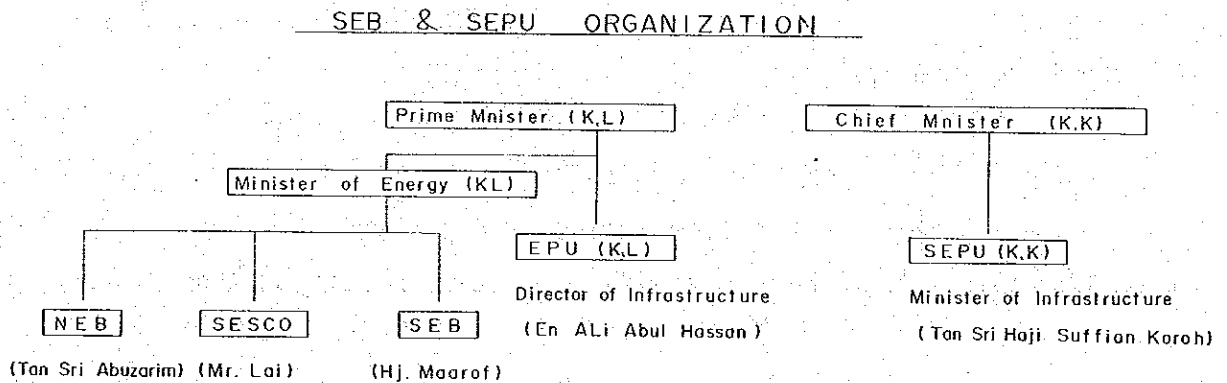 SEB & SEPU ORGANIZATION
Prime Mnister (K,L)
Chief Mnister (K.K)
Minister of Energy (KL)
EPU (K,L)
SEPU (K,K)
Director of Infrastructure
(En ALi Abul Hassan)
Minister of Infrastructure
(Tan Sri Haji Suffian Koroh)
NEB
SESCO
SEB
(Tan Sri Abuzarim)
(Mr. Lai)
(Hj. Maarof)